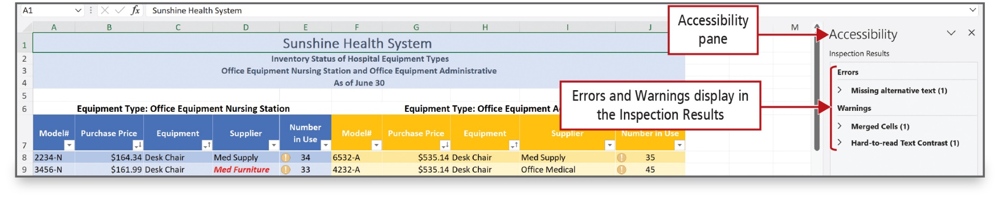 A1
fx Sunshine Health System
A B C D E F G H I J M
1 Sunshine Health System
2 Inventory Status of Hospital Equipment Types
3 Office Equipment Nursing Station and Office Equipment Administrative
4 As of June 30
5
6 Equipment Type: Office Equipment Nursing Station Equipment Type: Office Equipment A
7 Model# Purchase Price Equipment Supplier Number in Use Model# Purchase Price Equipment Supplier Number in Use
8 2234-N $164.34 Desk Chair Med Supply 34 6532-A $535.14 Desk Chair Med Supply 35
9 3456-N $161.99 Desk Chair Med Furniture 33 4232-A $535.14 Desk Chair Office Medical 45
Accessibility
pane
Errors and Warnings display in
the Inspection Results
Accessibility
Inspection Results
Errors
Missing alternative text (1)
Warnings
Merged Cells (1)
Hard-to-read Text Contrast (1)